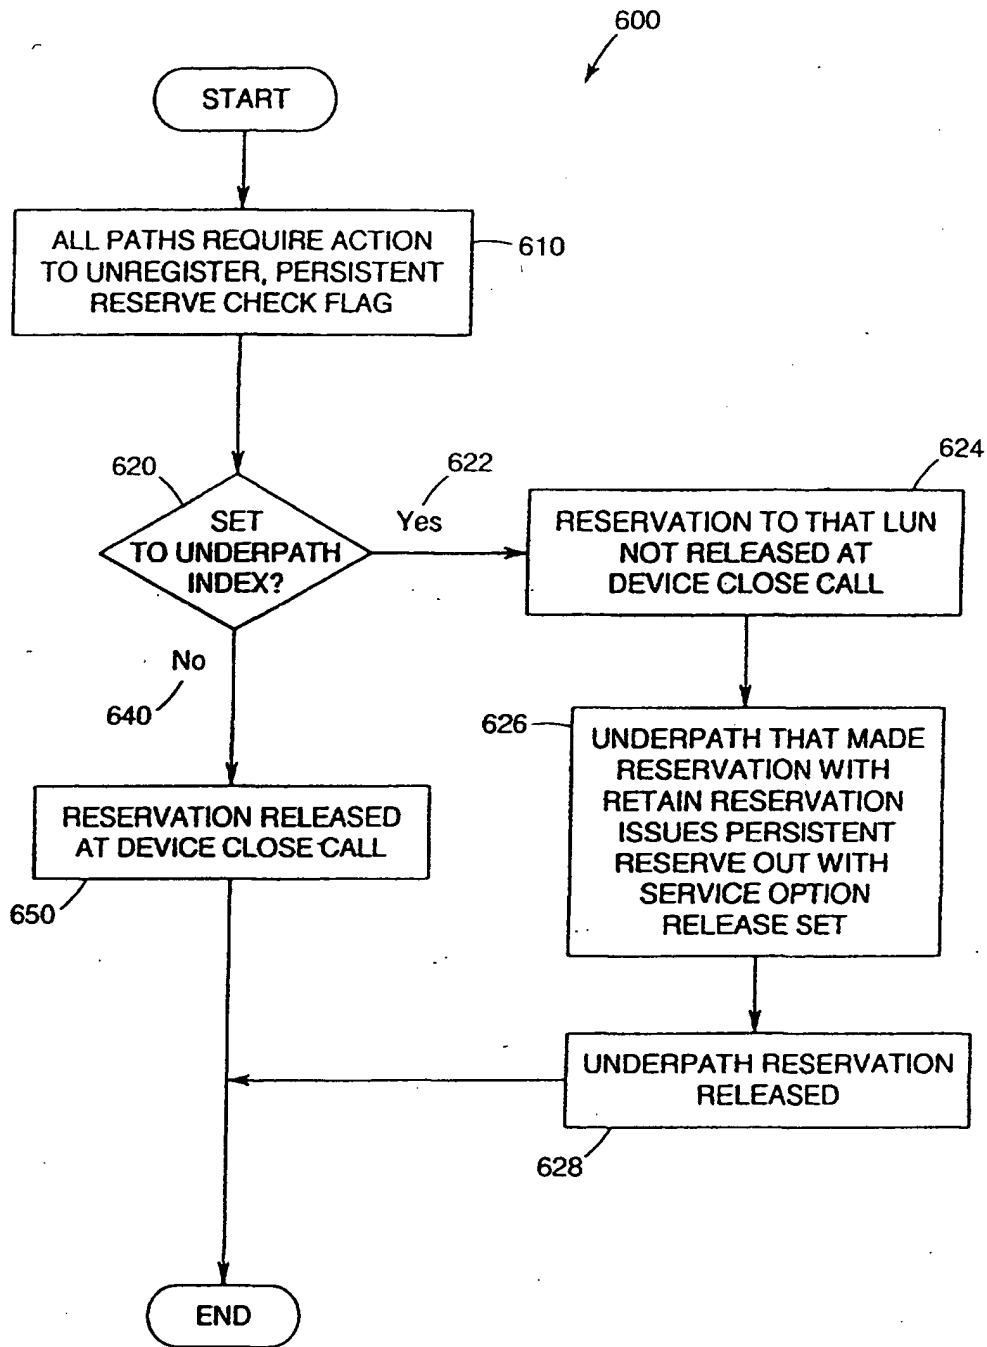 600
START
ALL PATHS REQUIRE ACTION
TO UNREGISTER, PERSISTENT
RESERVE CHECK FLAG
610
620
SET
TO UNDERPATH
INDEX?
622
Yes
624
RESERVATION TO THAT LUN
NOT RELEASED AT
DEVICE CLOSE CALL
No
640
626
UNDERPATH THAT MADE
RESERVATION WITH
RETAIN RESERVATION
ISSUES PERSISTENT
RESERVE OUT WITH
SERVICE OPTION
RELEASE SET
RESERVATION RELEASED
AT DEVICE CLOSE CALL
650
UNDERPATH RESERVATION
RELEASED
628
END